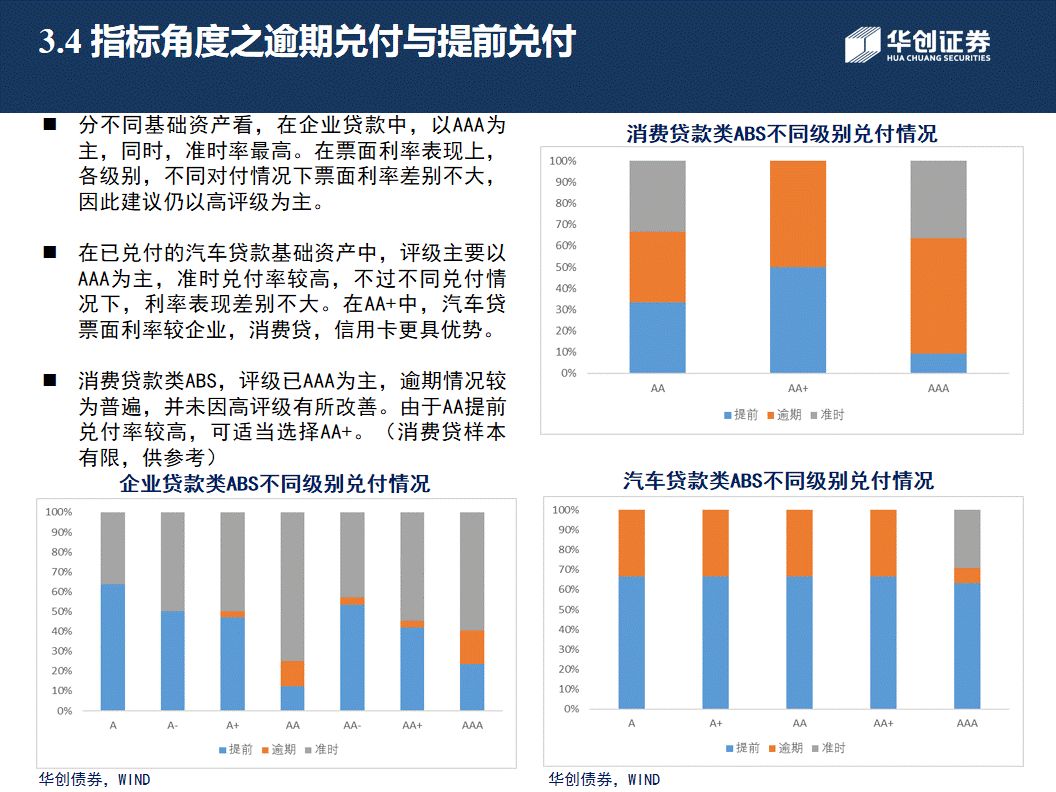 3.4 指标角度之逾期兑付与提前兑付
华创证券
HUA CHUANG SECURITIES
■ 分不同基础资产看，在企业贷款中，以AAA为
主，同时，准时率最高。在票面利率表现上，
各级别，不同对付情况下票面利率差别不大，
因此建议仍以高评级为主。
■ 在已兑付的汽车贷款基础资产中，评级主要以
AAA为主，准时兑付率较高，不过不同兑付情
况下，利率表现差别不大。在AA+中，汽车贷
票面利率较企业，消费贷，信用卡更具优势。
■ 消费贷款类ABS，评级已AAA为主，逾期情况较
为普遍，并未因高评级有所改善。由于AA提前
兑付率较高，可适当选择AA+。（消费贷样本
有限，供参考）
消费贷款类ABS不同级别兑付情况
100%
90%
80%
70%
60%
50%
40%
30%
20%
10%
0%
AA AA+ AAA
提前 逾期 准时
企业贷款类ABS不同级别兑付情况
100%
90%
80%
70%
60%
50%
40%
30%
20%
10%
0%
A A- A+ AA AA- AA+ AAA
提前 逾期 准时
华创债券，WIND
汽车贷款类ABS不同级别兑付情况
100%
90%
80%
70%
60%
50%
40%
30%
20%
10%
0%
A A+ AA AA+ AAA
提前 逾期 准时
华创债券，WIND